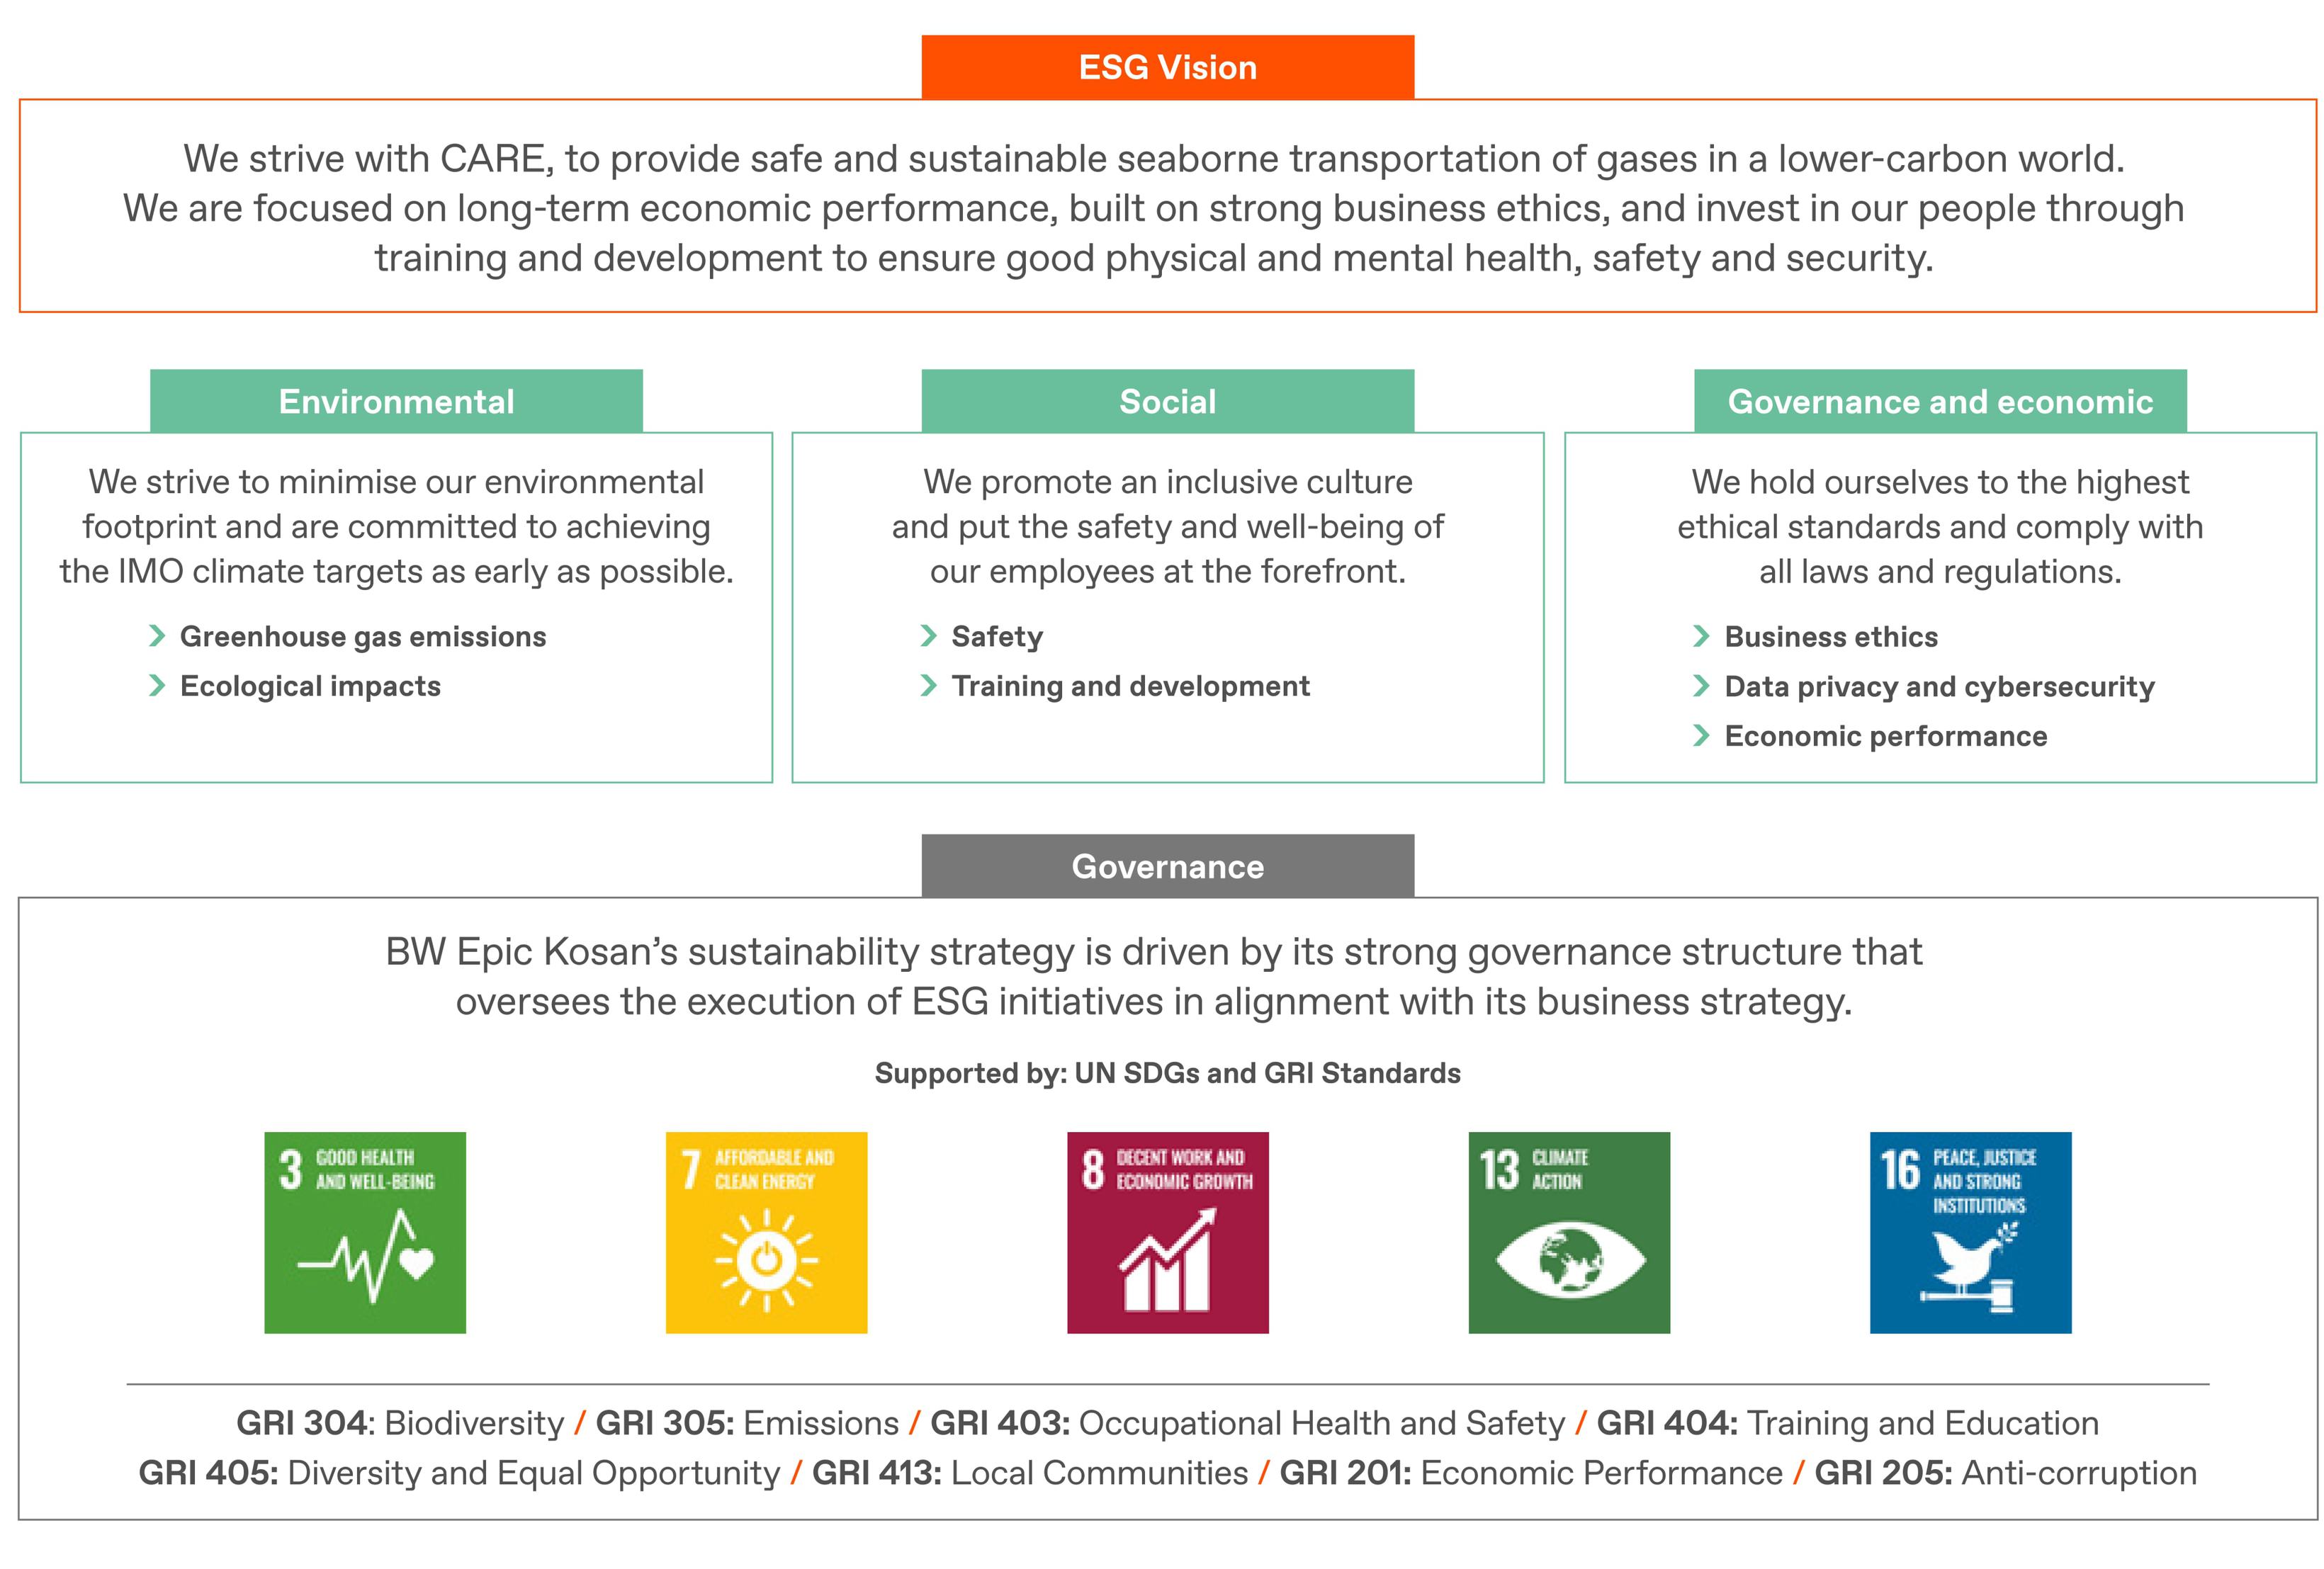 ESG Vision
We strive with CARE, to provide safe and sustainable seaborne transportation of gases in a lower-carbon world.
We are focused on long-term economic performance, built on strong business ethics, and invest in our people through
training and development to ensure good physical and mental health, safety and security.
Environmental
We strive to minimise our environmental
footprint and are committed to achieving
the IMO climate targets as early as possible.
Greenhouse gas emissions
Ecological impacts
Social
We promote an inclusive culture
and put the safety and well-being of
our employees at the forefront.
Safety
Training and development
Governance and economic
We hold ourselves to the highest
ethical standards and comply with
all laws and regulations.
Business ethics
Data privacy and cybersecurity
Economic performance
Governance
BW Epic Kosan’s sustainability strategy is driven by its strong governance structure that
oversees the execution of ESG initiatives in alignment with its business strategy.
Supported by: UN SDGs and GRI Standards
3 GOOD HEALTH
AND WELL-BEING
7 AFFORDABLE AND
CLEAN ENERGY
8 DECENT WORK AND
ECONOMIC GROWTH
13 CLIMATE
ACTION
16 PEACE, JUSTICE
AND STRONG
INSTITUTIONS
GRI 304: Biodiversity / GRI 305: Emissions / GRI 403: Occupational Health and Safety / GRI 404: Training and Education
GRI 405: Diversity and Equal Opportunity / GRI 413: Local Communities / GRI 201: Economic Performance / GRI 205: Anti-corruption